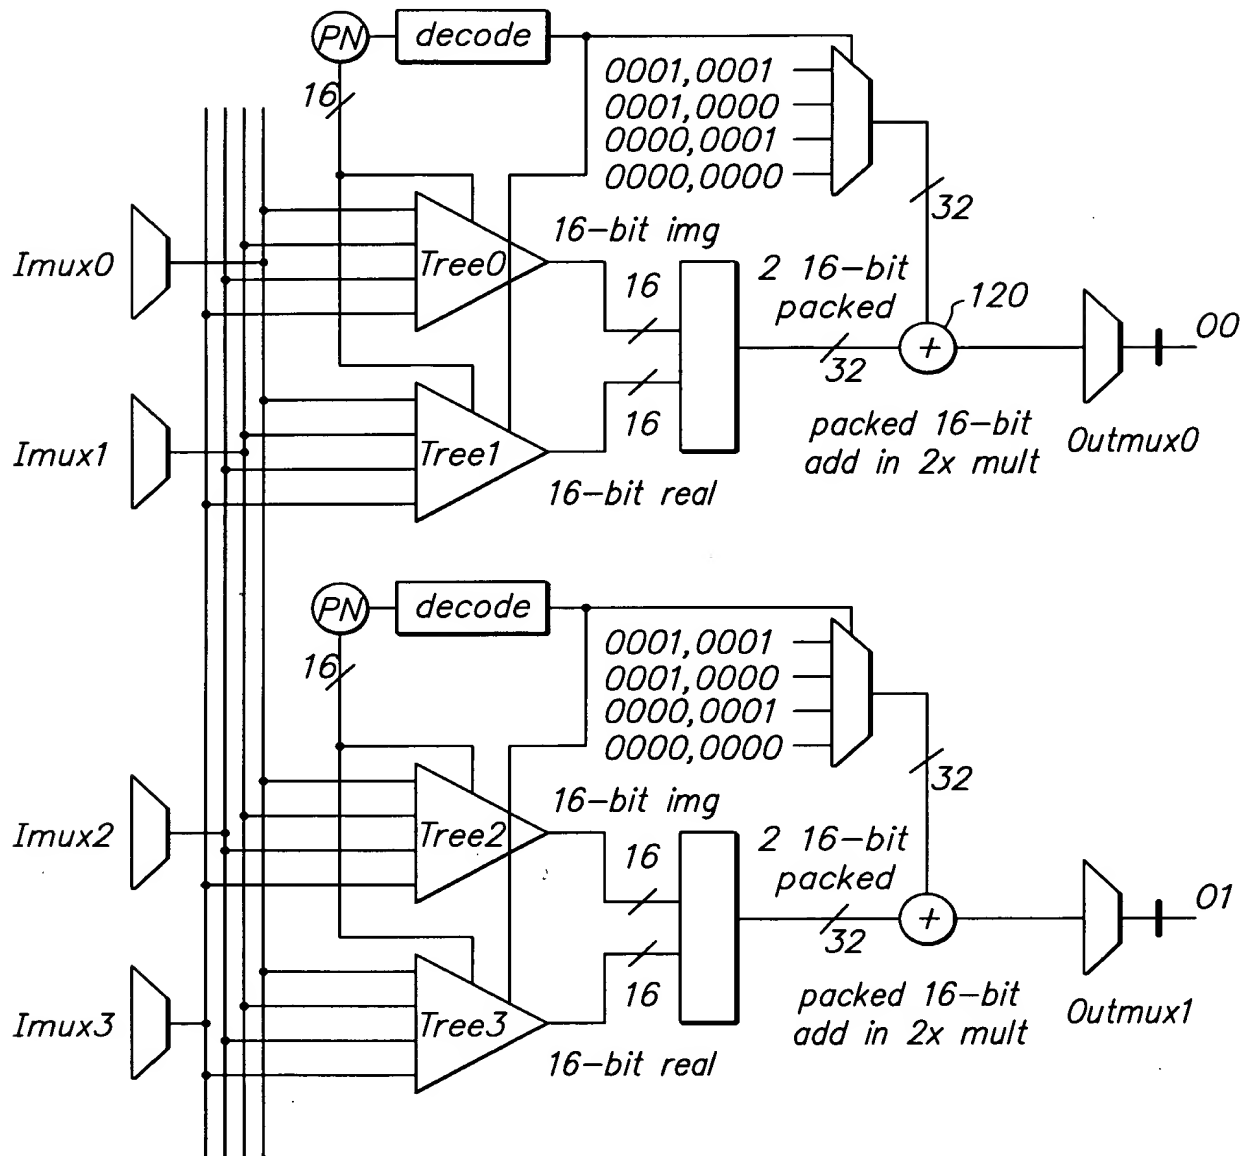 PN
decode
16
0001,0001
0001,0000
0000,0001
0000,0000
32
Imux0
Tree0
16-bit img
16
2 16-bit
packed
120
00
32
Imux1
Tree1
16
packed 16-bit
add in 2x mult
Outmux0
16-bit real
PN
decode
16
0001,0001
0001,0000
0000,0001
0000,0000
32
Imux2
Tree2
16-bit img
16
2 16-bit
packed
01
32
Imux3
Tree3
16
packed 16-bit
add in 2x mult
Outmux1
16-bit real